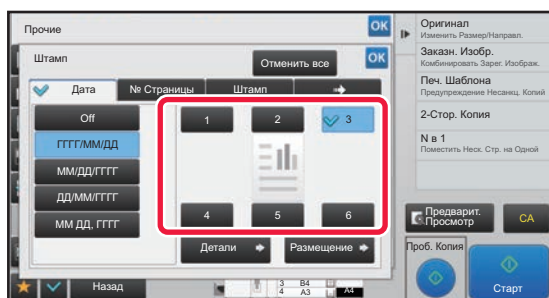 Прочие
OK
Штамп
Отменить все
OK
Дата
№ Страницы
Штамп
Off
ГГГГ/ММ/ДД
ММ/ДД/ГГГГ
ДД/ММ/ГГГГ
ММ ДД, ГГГГ
1
2
3
4
5
6
Детали
Размещение
Назад
3 B4
4 A3
A4
Оригинал
Изменить Размер/Направл.
Заказн. Изобр.
Комбинировать Зарег. Изображ.
Печ. Шаблона
Предупреждение Несанкц. Копий
2-Стор. Копия
N в 1
Поместить Неск. Стр. на Одной
Предварит.
Просмотр
CA
Проб. Копия
Старт